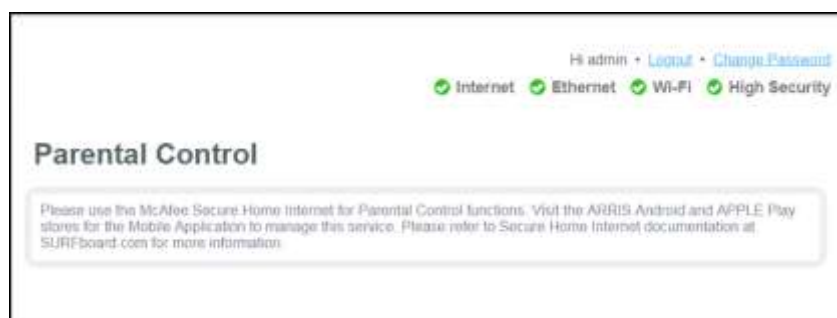 Hi admin • Logout • Change Password
Internet Ethernet Wi-Fi High Security
Parental Control
Please use the McAfee Secure Home Internet for Parental Control functions. Visit the ARRIS Android and APPLE Play
stores for the Mobile Application to manage this service. Please refer to Secure Home Internet documentation at
SURFboard.com for more information.